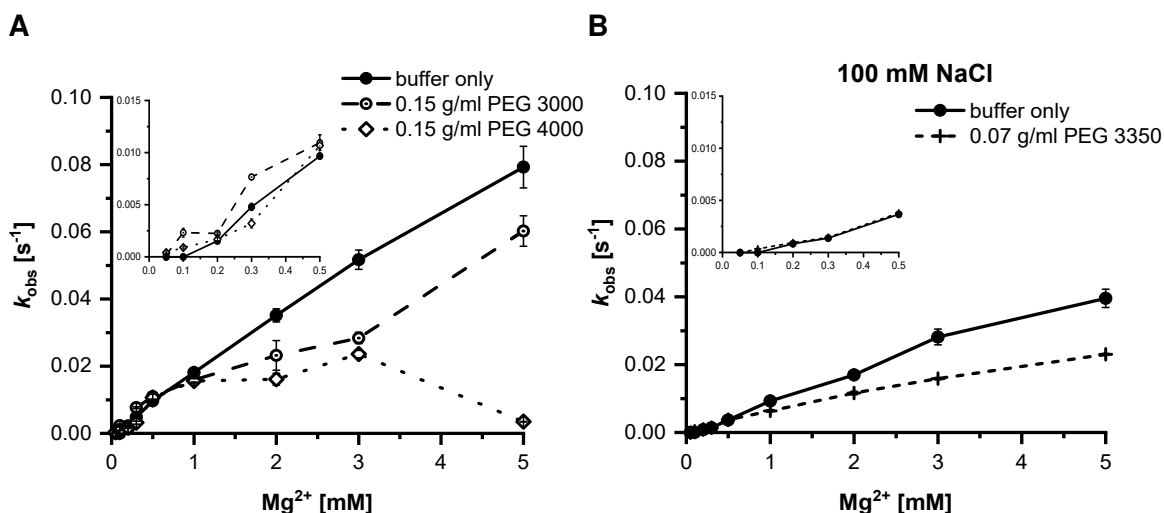 A
buffer only
0.15 g/ml PEG 3000
0.15 g/ml PEG 4000
0.10
0.08
0.06
0.04
0.02
0.00
k_obs [s⁻¹]
0.015
0.010
0.005
0.000
0.0 0.1 0.2 0.3 0.4 0.5
0 1 2 3 4 5
Mg²⁺ [mM]
B
100 mM NaCl
buffer only
0.07 g/ml PEG 3350
0.10
0.08
0.06
0.04
0.02
0.00
k_obs [s⁻¹]
0.015
0.010
0.005
0.000
0.0 0.1 0.2 0.3 0.4 0.5
0 1 2 3 4 5
Mg²⁺ [mM]